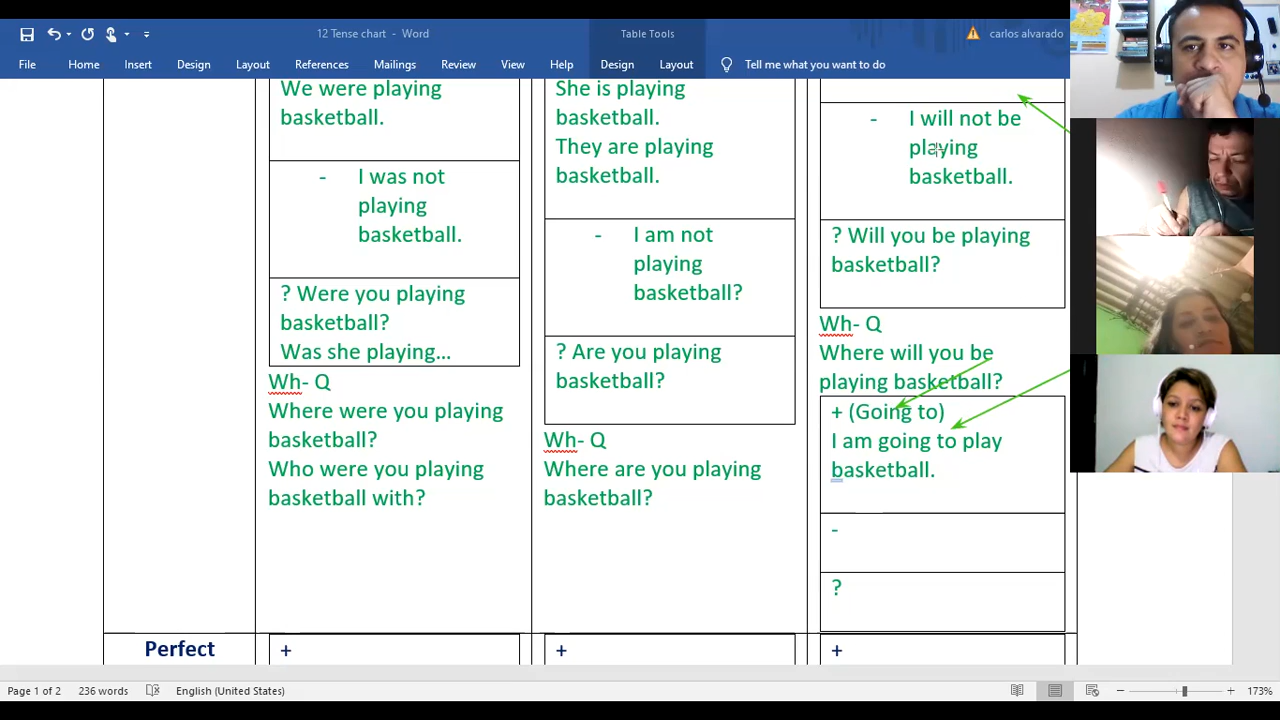 12 Tense chart - Word
Table Tools
carlos alvarado
File Home Insert Design Layout References Mailings Review View Help Design Layout Tell me what you want to do
We were playing
basketball.
- I was not
playing
basketball.
? Were you playing
basketball?
Was she playing...
Wh- Q
Where were you playing
basketball?
Who were you playing
basketball with?
She is playing
basketball.
They are playing
basketball.
- I am not
playing
basketball?
? Are you playing
basketball?
Wh- Q
Where are you playing
basketball?
- I will not be
playing
basketball.
? Will you be playing
basketball?
Wh- Q
Where will you be
playing basketball?
+ (Going to)
I am going to play
basketball.
-
?
Perfect + + +
Page 1 of 2 236 words English (United States) 173%